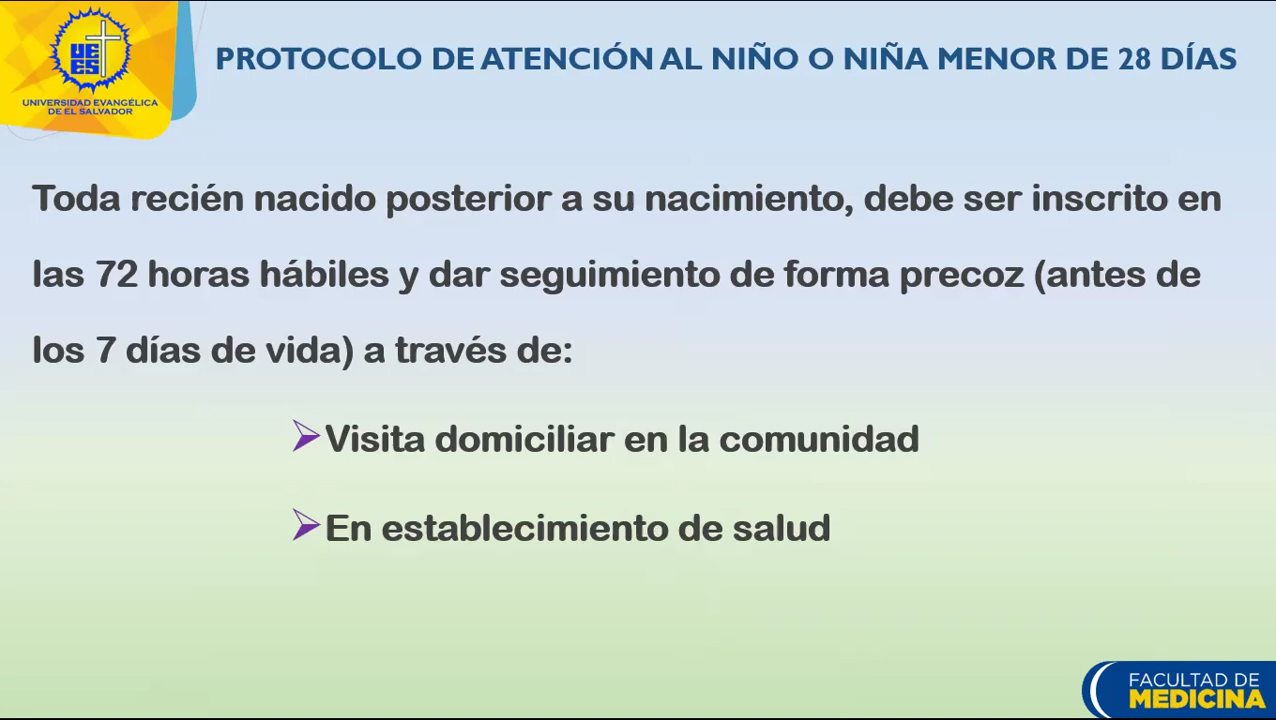 UE
ES
UNIVERSIDAD EVANGÉLICA
DE EL SALVADOR
PROTOCOLO DE ATENCIÓN AL NIÑO O NIÑA MENOR DE 28 DÍAS
Toda recién nacido posterior a su nacimiento, debe ser inscrito en
las 72 horas hábiles y dar seguimiento de forma precoz (antes de
los 7 días de vida) a través de:
Visita domiciliar en la comunidad
En establecimiento de salud
FACULTAD DE
MEDICINA